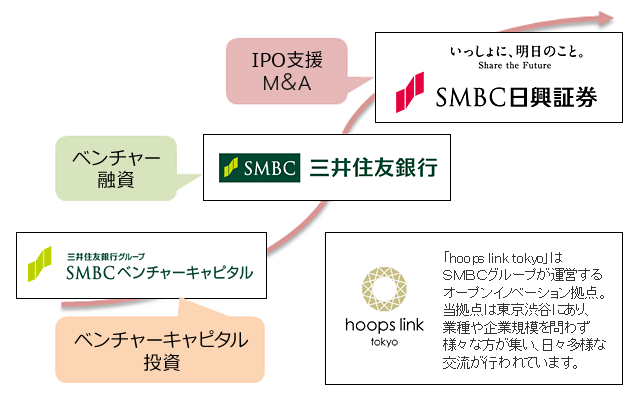 IPO支援
M&A
いっしょに、明日のこと。
Share the Future
SMBC日興証券
ベンチャー
融資
SMBC 三井住友銀行
三井住友銀行グループ
SMBCベンチャーキャピタル
ベンチャーキャピタル
投資
hoops link
tokyo
「hoops link tokyo」は
SMBCグループが運営する
オープンイノベーション拠点。
当拠点は東京渋谷にあり、
業種や企業規模を問わず
様々な方が集い、日々多様な
交流が行われています。